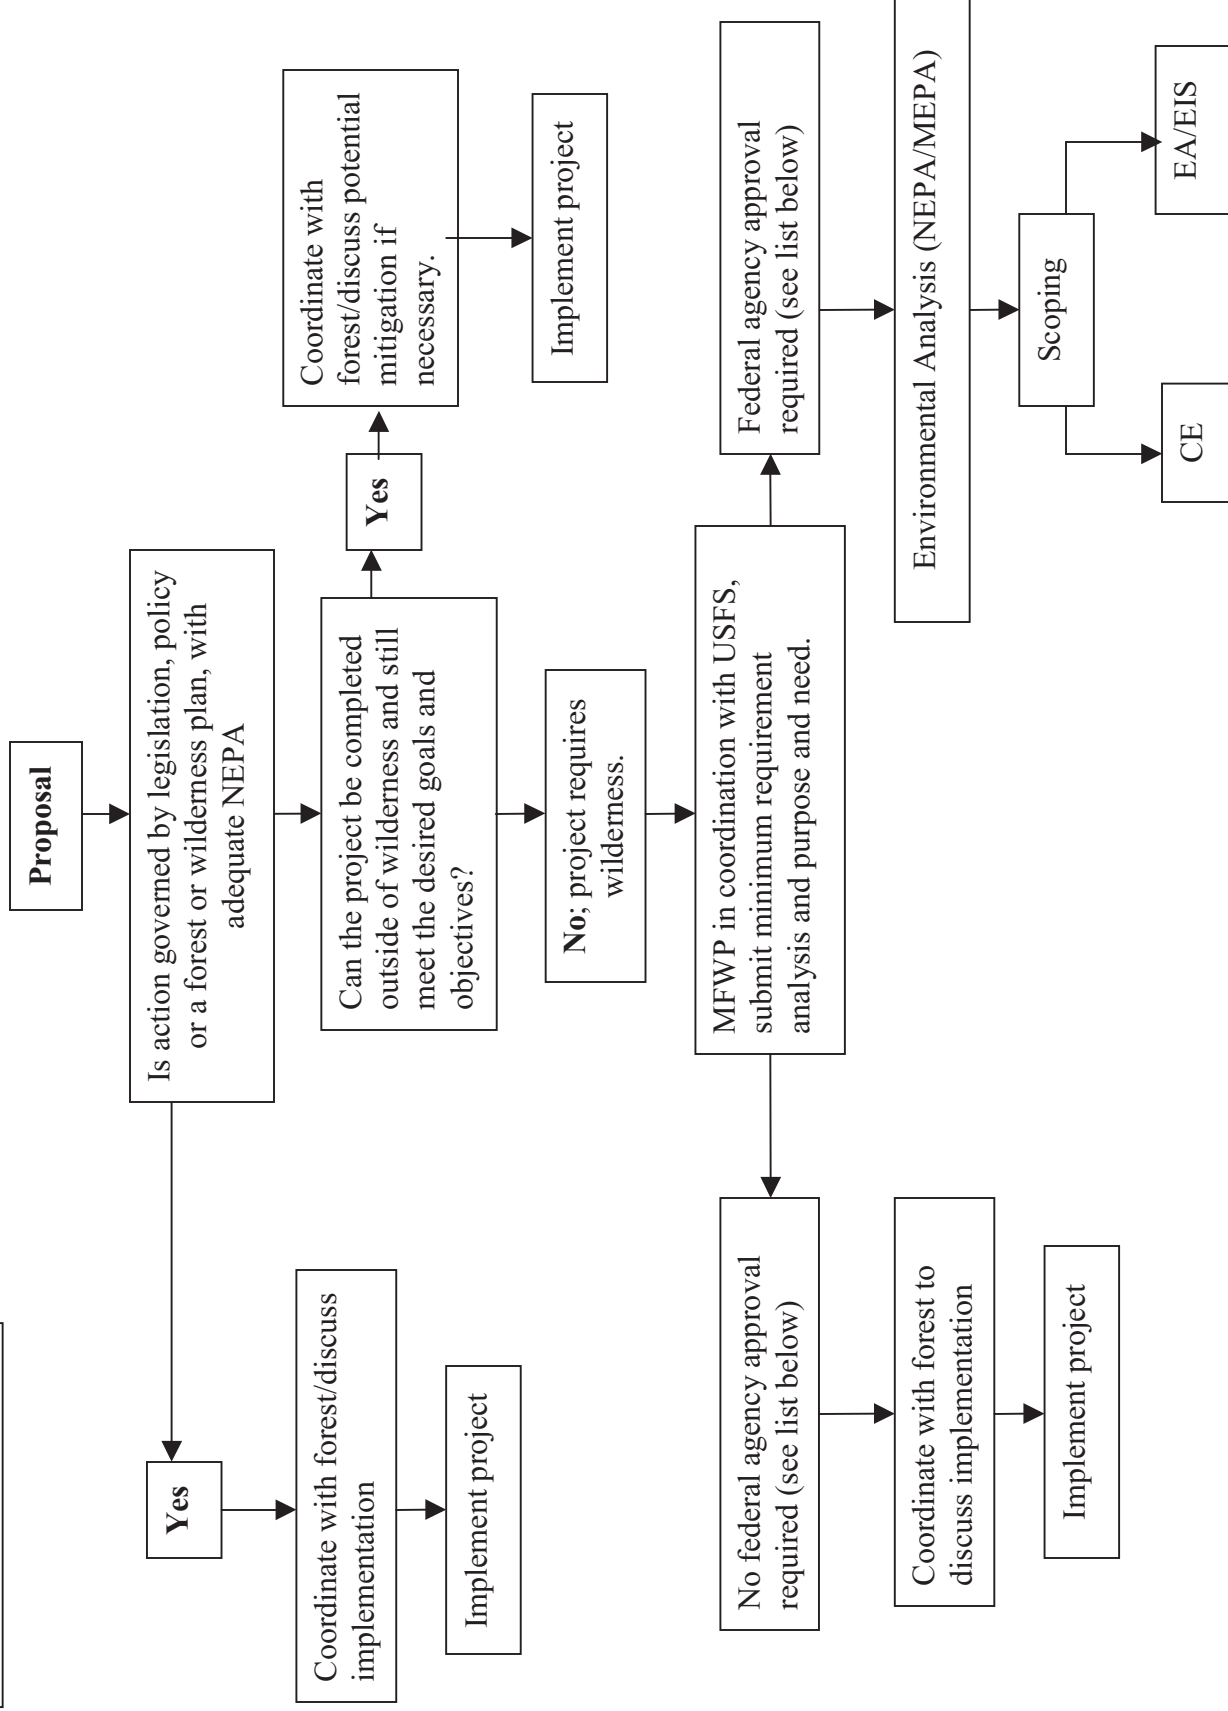 Proposal
Is action governed by legislation, policy
or a forest or wilderness plan, with
adequate NEPA
Yes
Coordinate with forest/discuss
implementation
Implement project
Can the project be completed
outside of wilderness and still
meet the desired goals and
objectives?
Yes
Coordinate with
forest/discuss potential
mitigation if
necessary.
Implement project
No; project requires
wilderness.
MFWP in coordination with USFS,
submit minimum requirement
analysis and purpose and need.
No federal agency approval
required (see list below)
Coordinate with forest to
discuss implementation
Implement project
Federal agency approval
required (see list below)
Environmental Analysis (NEPA/MEPA)
Scoping
CE
EA/EIS